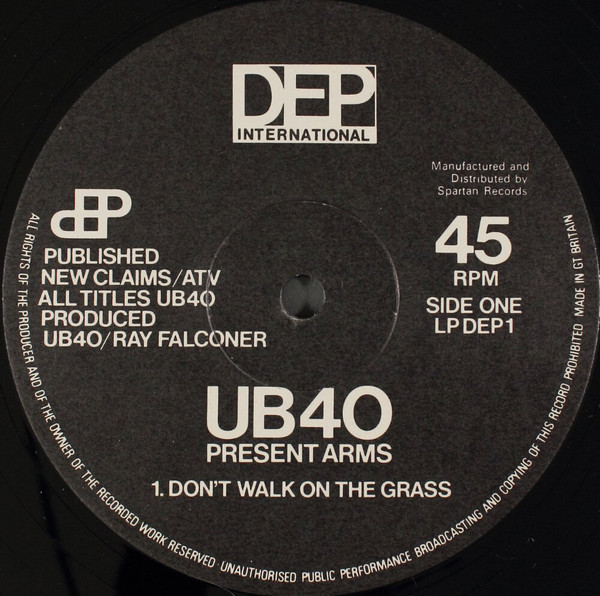 DEP
INTERNATIONAL
Manufactured and
Distributed by
Spartan Records
dEP
PUBLISHED
NEW CLAIMS/ATV
ALL TITLES UB40
PRODUCED
UB40/RAY FALCONER
45
RPM
SIDE ONE
LP DEP 1
UB40
PRESENT ARMS
1. DON'T WALK ON THE GRASS
ALL RIGHTS OF THE PRODUCER AND OF THE OWNER OF THE RECORDED WORK RESERVED · UNAUTHORISED PUBLIC PERFORMANCE BROADCASTING AND COPYING OF THIS RECORD PROHIBITED MADE IN GT BRITAIN